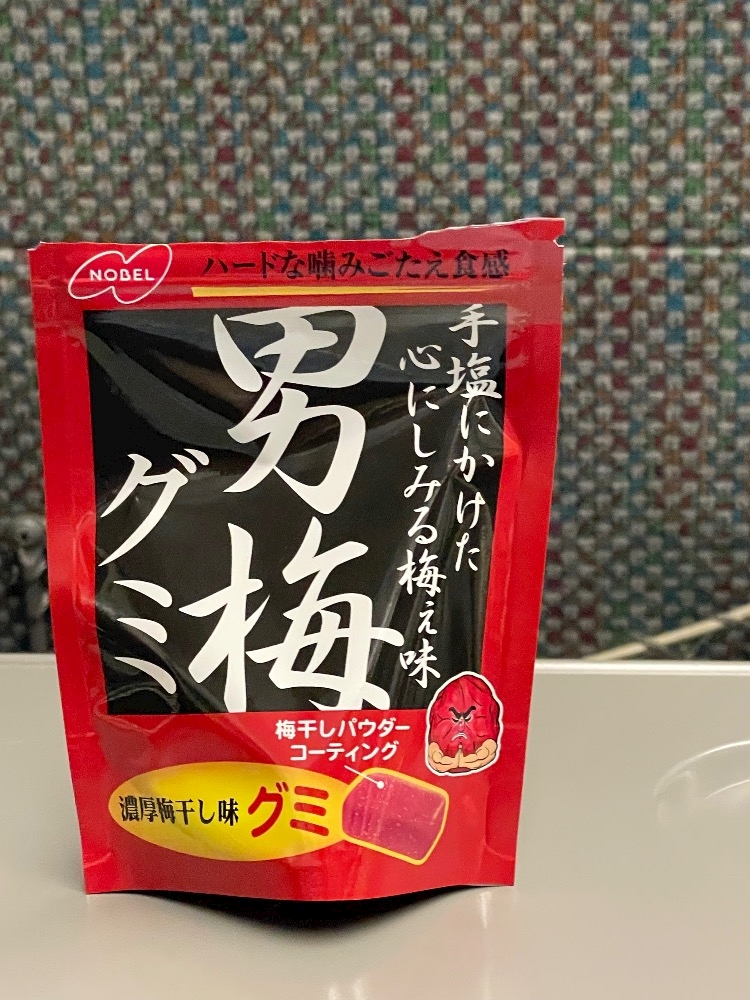 NOBEL
ハードな噛みごたえ食感
手塩にかけた
心にしみる梅ぇ味
男梅
グミ
梅干しパウダー
コーティング
濃厚梅干し味 グミ